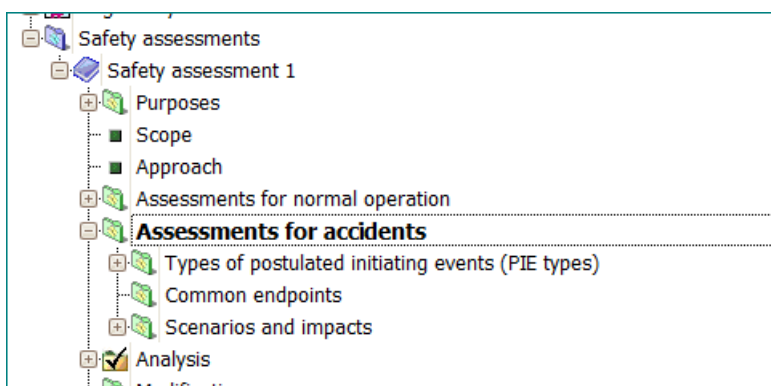 Safety assessments
Safety assessment 1
Purposes
Scope
Approach
Assessments for normal operation
Assessments for accidents
Types of postulated initiating events (PIE types)
Common endpoints
Scenarios and impacts
Analysis